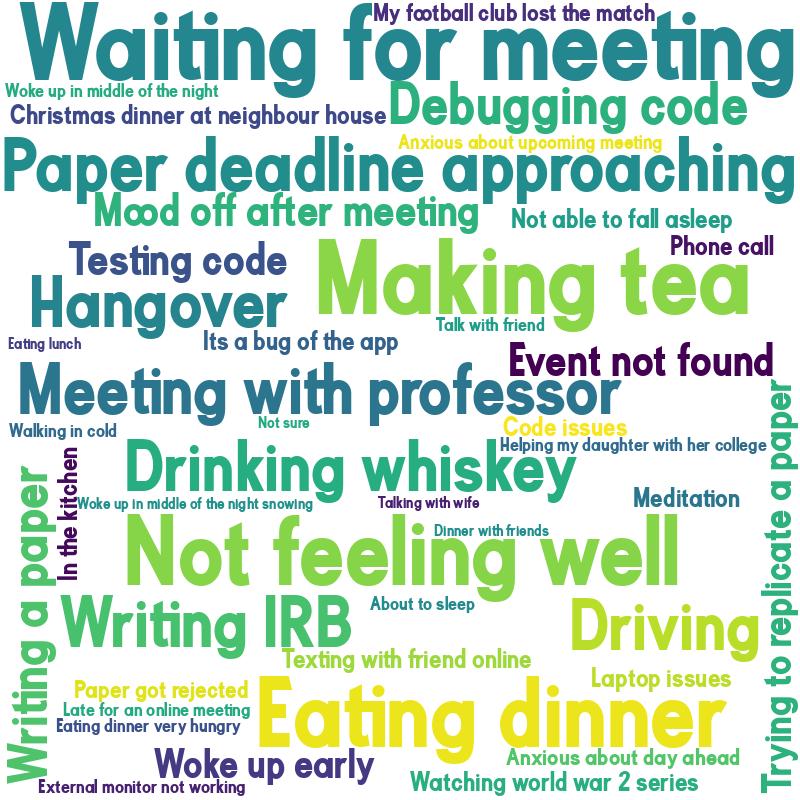 My football club lost the match
Waiting for meeting
Woke up in middle of the night
Debugging code
Christmas dinner at neighbour house
Anxious about upcoming meeting
Paper deadline approaching
Mood off after meeting
Not able to fall asleep
Phone call
Testing code
Making tea
Hangover
Talk with friend
Eating lunch
Its a bug of the app
Event not found
Meeting with professor
Not sure
Code issues
Walking in cold
Helping my daughter with her college
Drinking whiskey
In the kitchen
Woke up in middle of the night snowing
Talking with wife
Meditation
Dinner with friends
Not feeling well
Writing a paper
Trying to replicate a paper
Writing IRB
About to sleep
Driving
Texting with friend online
Laptop issues
Paper got rejected
Eating dinner
Late for an online meeting
Eating dinner very hungry
Woke up early
Anxious about day ahead
External monitor not working
Watching world war 2 series